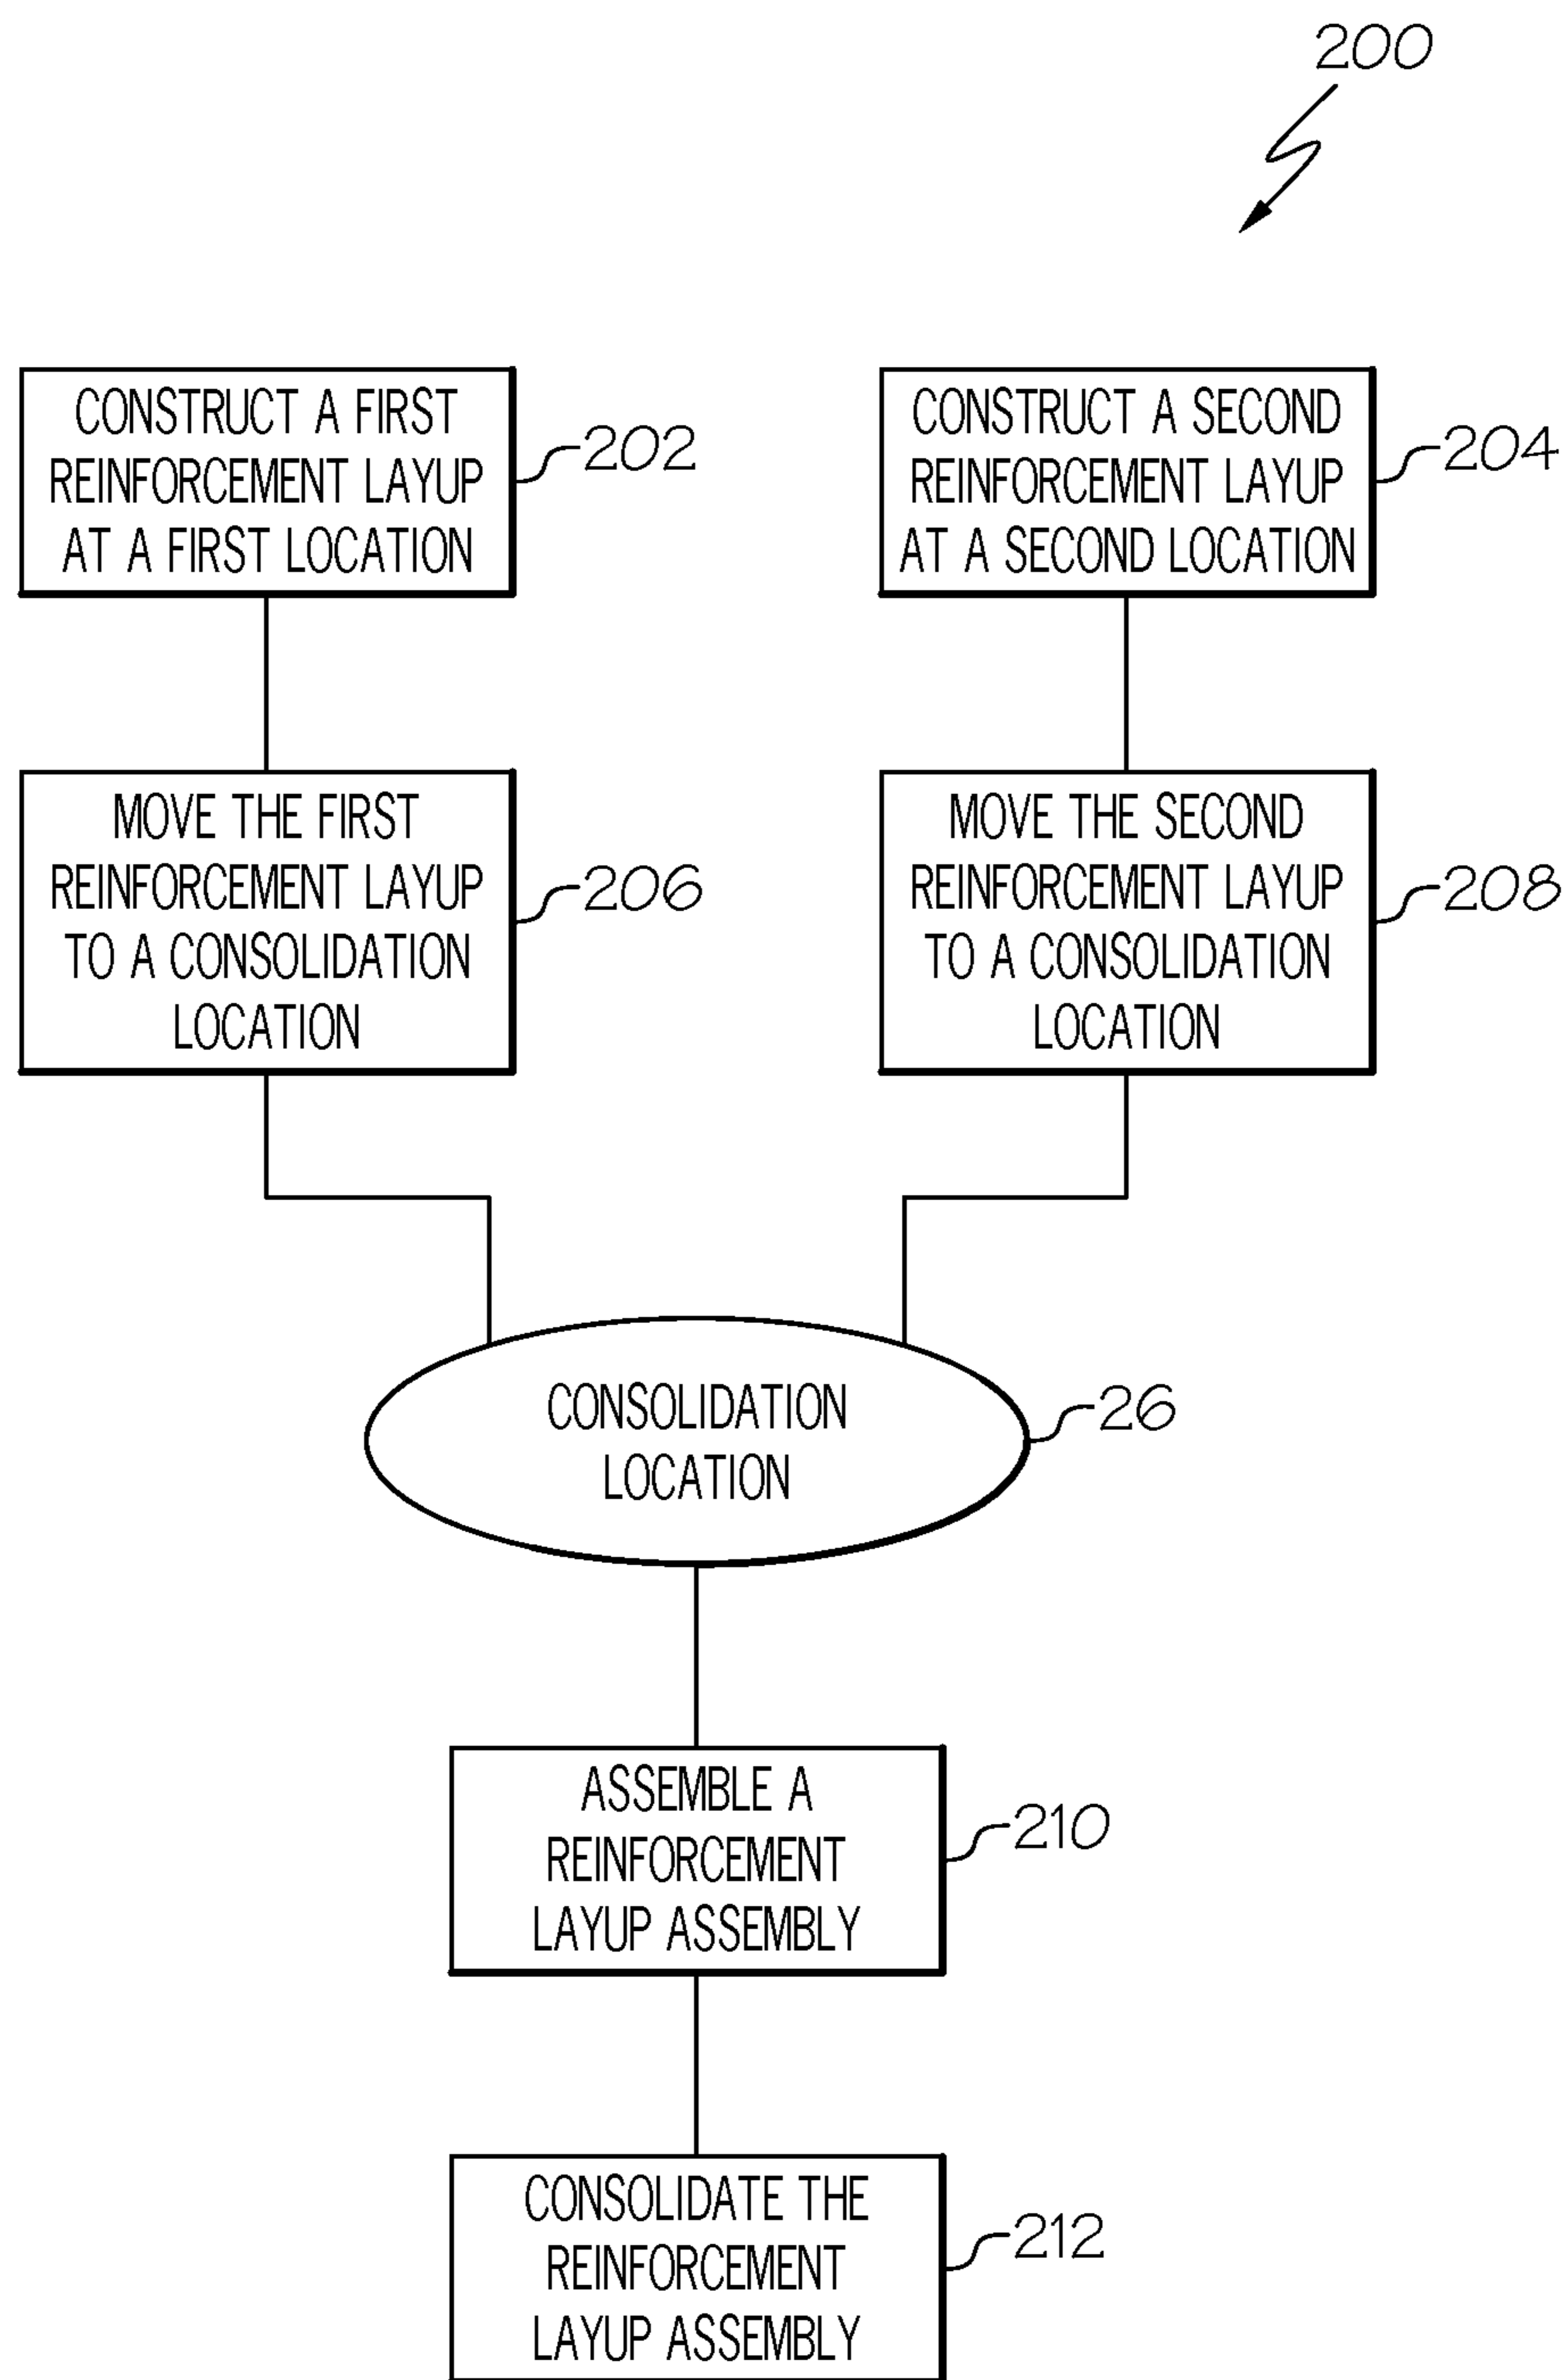 200
CONSTRUCT A FIRST
REINFORCEMENT LAYUP
AT A FIRST LOCATION
202
CONSTRUCT A SECOND
REINFORCEMENT LAYUP
AT A SECOND LOCATION
204
MOVE THE FIRST
REINFORCEMENT LAYUP
TO A CONSOLIDATION
LOCATION
206
MOVE THE SECOND
REINFORCEMENT LAYUP
TO A CONSOLIDATION
LOCATION
208
CONSOLIDATION
LOCATION
26
ASSEMBLE A
REINFORCEMENT
LAYUP ASSEMBLY
210
CONSOLIDATE THE
REINFORCEMENT
LAYUP ASSEMBLY
212